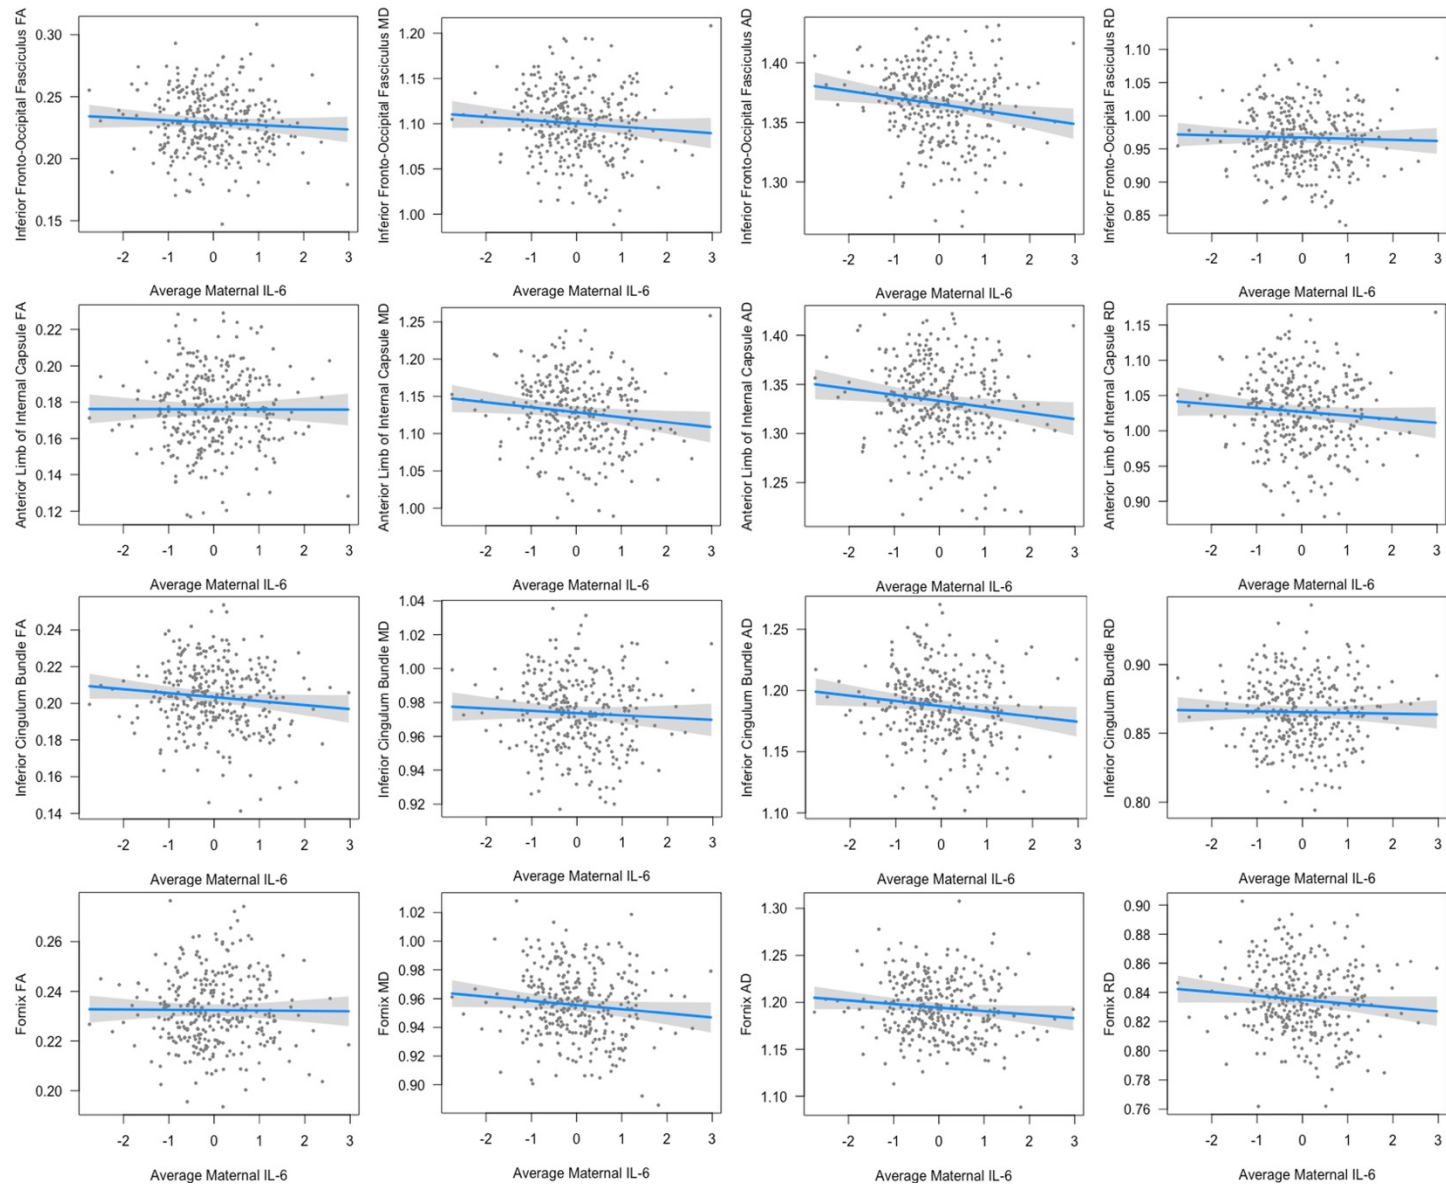 Inferior Fronto-Occipital Fasciculus FA
0.30
0.25
0.20
0.15
-2 -1 0 1 2 3
Average Maternal IL-6
Inferior Fronto-Occipital Fasciculus MD
1.20
1.15
1.10
1.05
1.00
-2 -1 0 1 2 3
Average Maternal IL-6
Inferior Fronto-Occipital Fasciculus AD
1.40
1.35
1.30
-2 -1 0 1 2 3
Average Maternal IL-6
Inferior Fronto-Occipital Fasciculus RD
1.10
1.05
1.00
0.95
0.90
0.85
-2 -1 0 1 2 3
Average Maternal IL-6
Anterior Limb of Internal Capsule FA
0.22
0.20
0.18
0.16
0.14
0.12
-2 -1 0 1 2 3
Average Maternal IL-6
Anterior Limb of Internal Capsule MD
1.25
1.20
1.15
1.10
1.05
1.00
-2 -1 0 1 2 3
Average Maternal IL-6
Anterior Limb of Internal Capsule AD
1.40
1.35
1.30
1.25
-2 -1 0 1 2 3
Average Maternal IL-6
Anterior Limb of Internal Capsule RD
1.15
1.10
1.05
1.00
0.95
0.90
-2 -1 0 1 2 3
Average Maternal IL-6
Inferior Cingulum Bundle FA
0.24
0.22
0.20
0.18
0.16
0.14
-2 -1 0 1 2 3
Average Maternal IL-6
Inferior Cingulum Bundle MD
1.04
1.02
1.00
0.98
0.96
0.94
0.92
-2 -1 0 1 2 3
Average Maternal IL-6
Inferior Cingulum Bundle AD
1.25
1.20
1.15
1.10
-2 -1 0 1 2 3
Average Maternal IL-6
Inferior Cingulum Bundle RD
0.90
0.85
0.80
-2 -1 0 1 2 3
Average Maternal IL-6
Fornix FA
0.26
0.24
0.22
0.20
-2 -1 0 1 2 3
Average Maternal IL-6
Fornix MD
1.02
1.00
0.98
0.96
0.94
0.92
0.90
-2 -1 0 1 2 3
Average Maternal IL-6
Fornix AD
1.30
1.25
1.20
1.15
1.10
-2 -1 0 1 2 3
Average Maternal IL-6
Fornix RD
0.90
0.88
0.86
0.84
0.82
0.80
0.78
0.76
-2 -1 0 1 2 3
Average Maternal IL-6